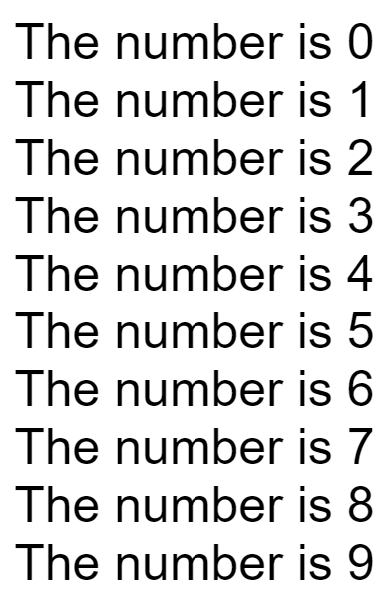 The number is 0
The number is 1
The number is 2
The number is 3
The number is 4
The number is 5
The number is 6
The number is 7
The number is 8
The number is 9